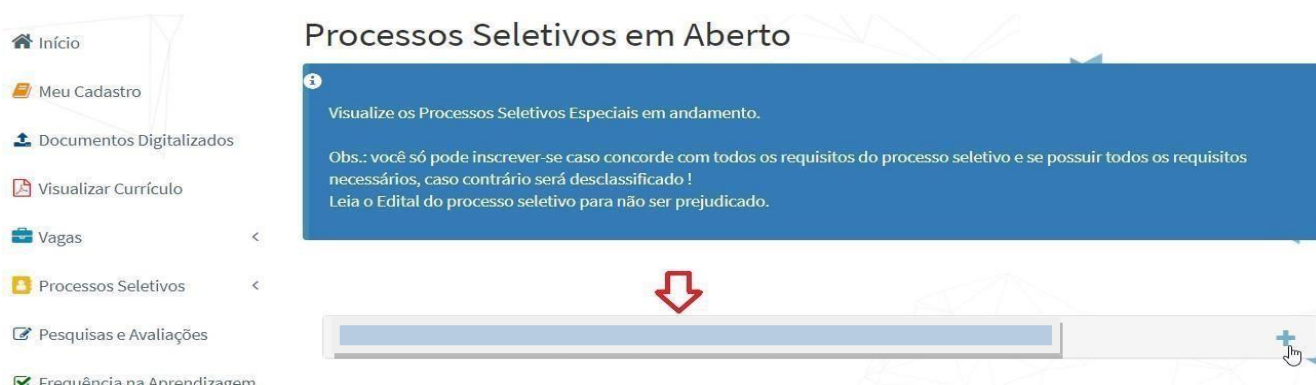 Início
Meu Cadastro
Documentos Digitalizados
Visualizar Currículo
Vagas
Processos Seletivos
Pesquisas e Avaliações
Frequência na Aprendizagem
Processos Seletivos em Aberto
Visualize os Processos Seletivos Especiais em andamento.
Obs.: você só pode inscrever-se caso concorde com todos os requisitos do processo seletivo e se possuir todos os requisitos
necessários, caso contrário será desclassificado !
Leia o Edital do processo seletivo para não ser prejudicado.